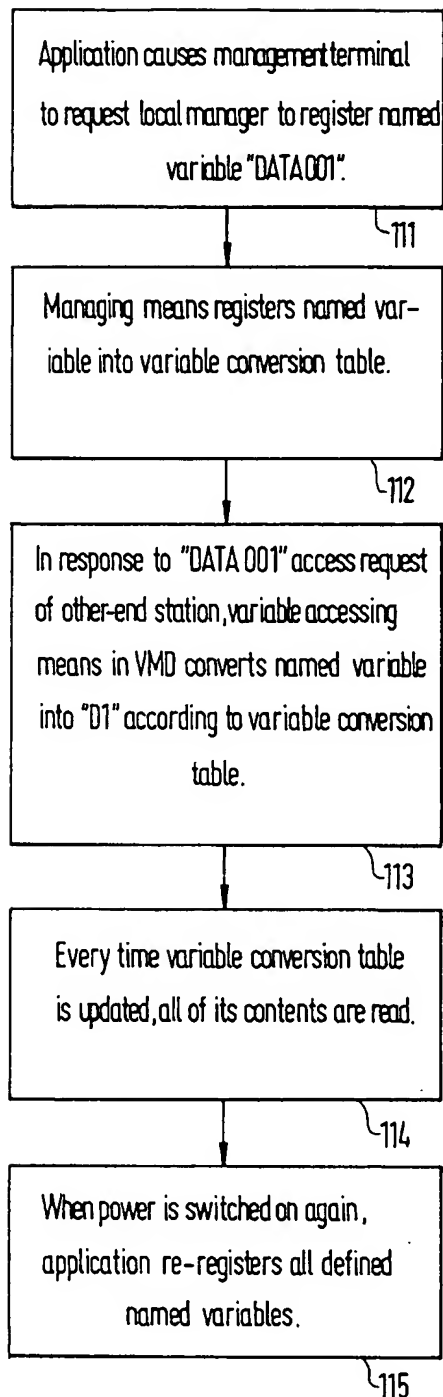 Application causes management terminal
to request local manager to register named
variable "DATA001".
111
Managing means registers named var-
iable into variable conversion table.
112
In response to "DATA 001" access request
of other-end station, variable accessing
means in VMD converts named variable
into "D1" according to variable conversion
table.
113
Every time variable conversion table
is updated, all of its contents are read.
114
When power is switched on again,
application re-registers all defined
named variables.
115